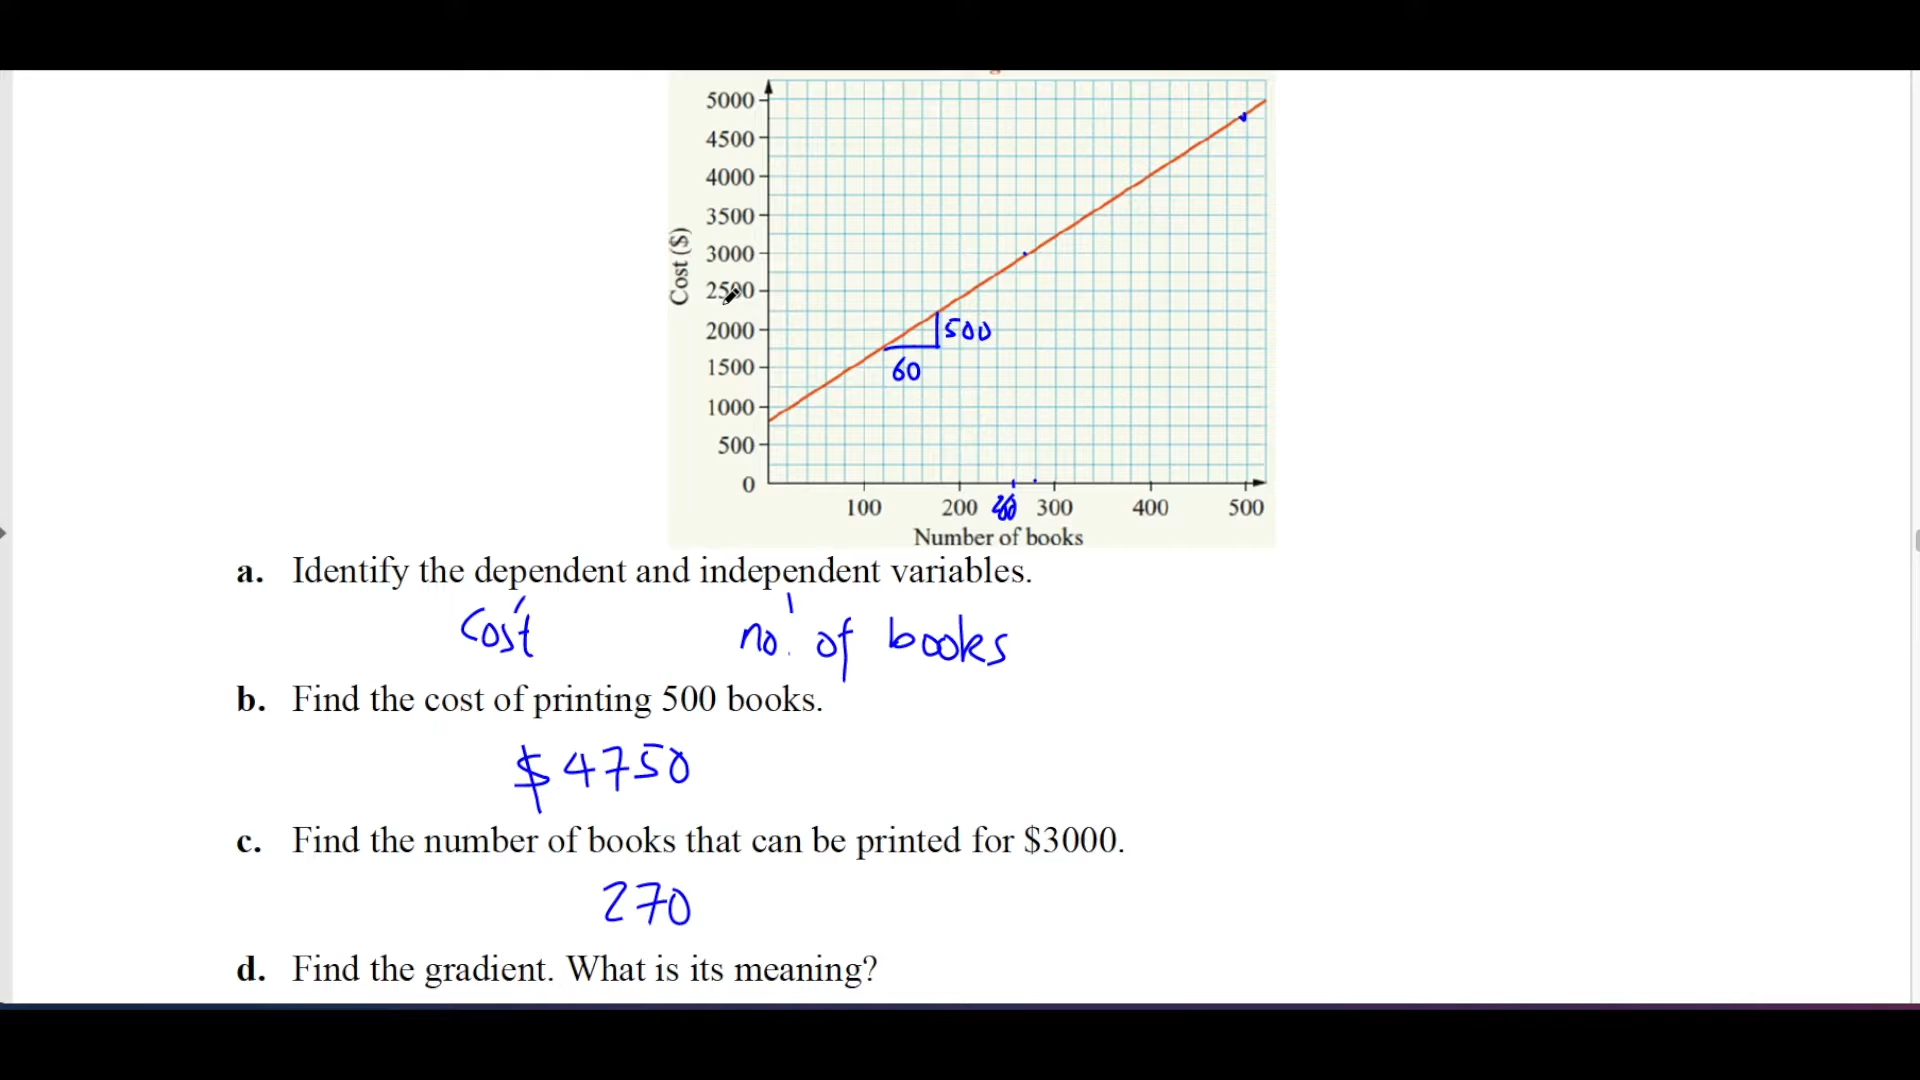 5000
4500
4000
3500
3000
2500
2000
1500
1000
500
0
Cost ($)
500
60
100 200 300 400 500
Number of books
a. Identify the dependent and independent variables.
Cost no. of books
b. Find the cost of printing 500 books.
$4750
c. Find the number of books that can be printed for $3000.
270
d. Find the gradient. What is its meaning?